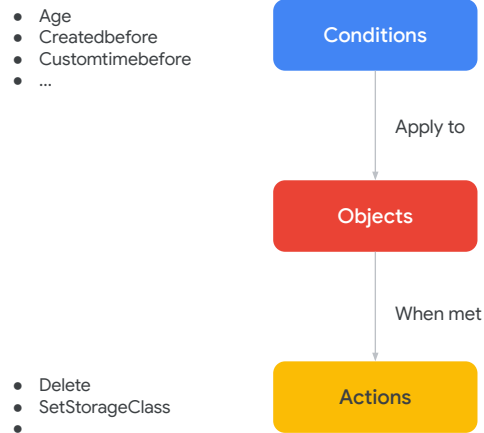 ● Age
● Createdbefore
● Customtimebefore
● ...
Conditions
Apply to
Objects
When met
● Delete
● SetStorageClass
●
Actions